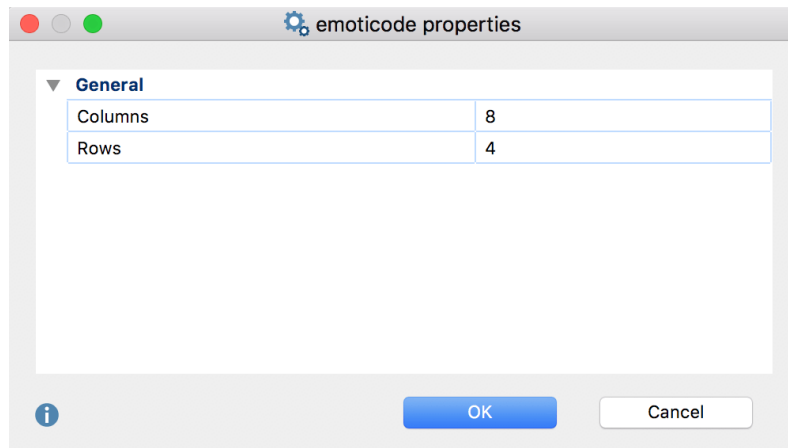 emoticode properties
General
Columns 8
Rows 4
OK Cancel